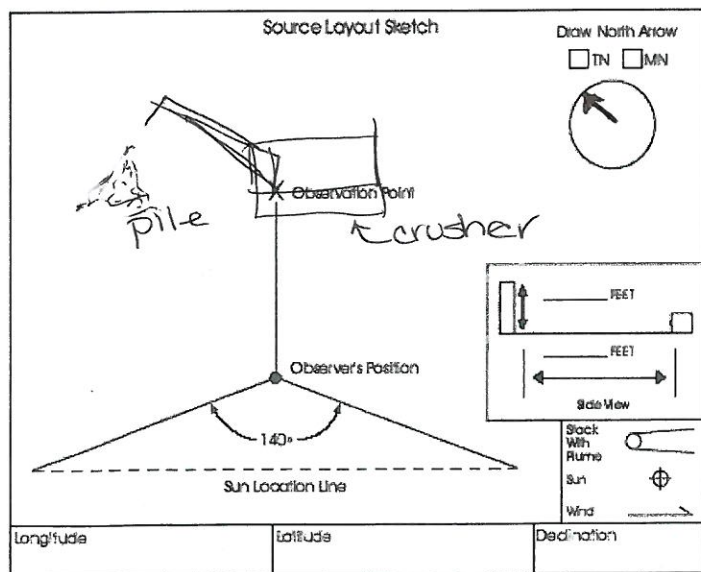 Source Layout Sketch
Draw North Arrow
TN MN
Observation Point
pile
crusher
FEET
FEET
Side View
Observer's Position
140°
Sun Location Line
Stack
With
Plume
Sun
Wind
Longitude
Latitude
Declination